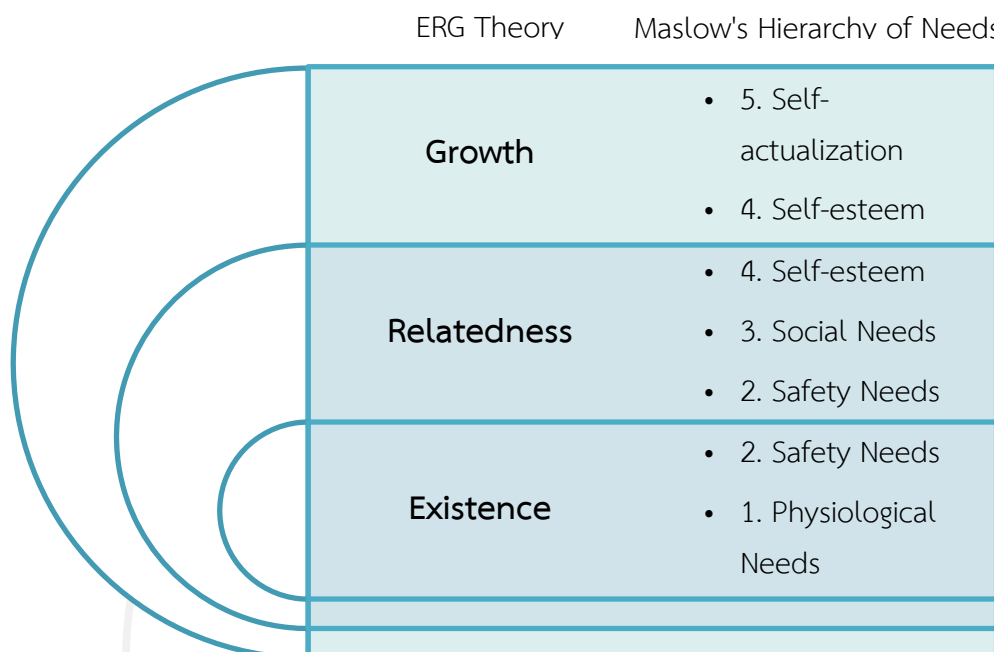 ERG Theory Maslow's Hierarchy of Needs
Growth
• 5. Self-
actualization
• 4. Self-esteem
Relatedness
• 4. Self-esteem
• 3. Social Needs
• 2. Safety Needs
Existence
• 2. Safety Needs
• 1. Physiological
Needs